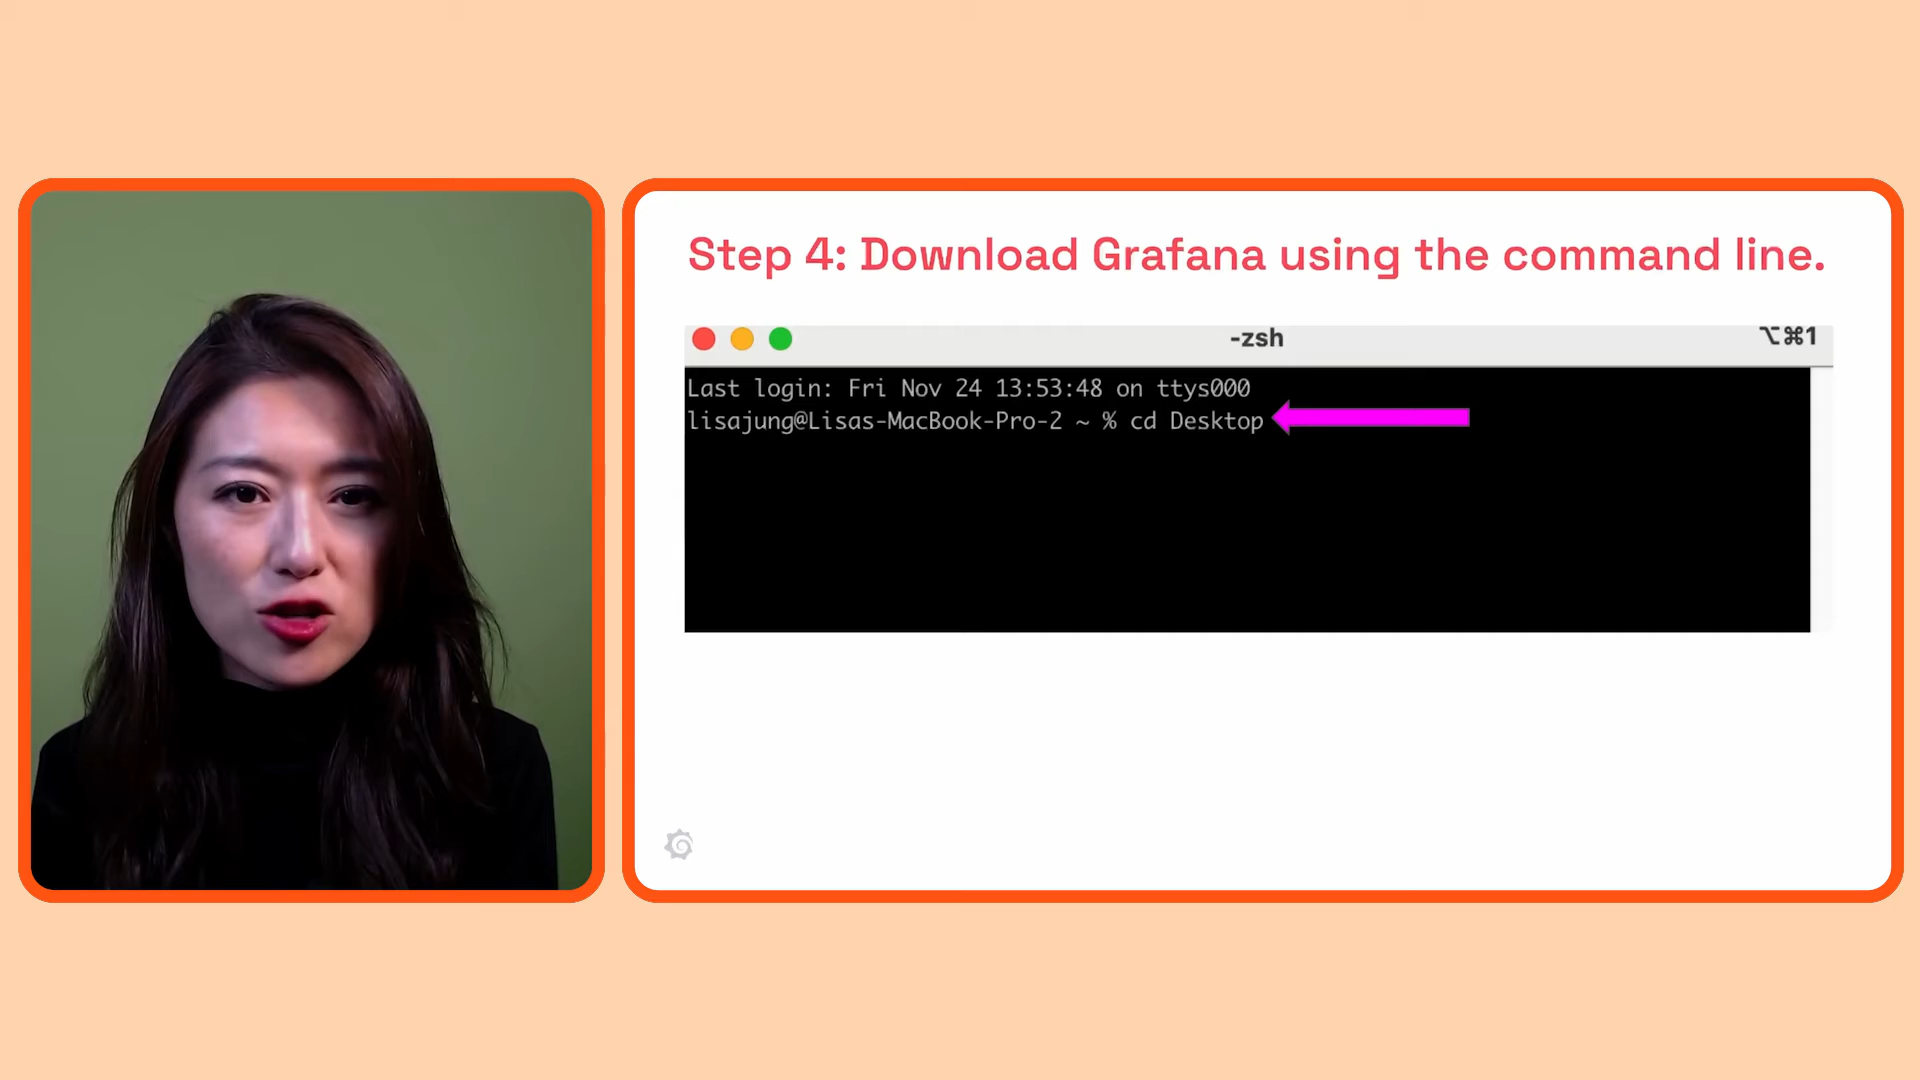 Step 4: Download Grafana using the command line.
-zsh ⌥⌘1
Last login: Fri Nov 24 13:53:48 on ttys000
lisajung@Lisas-MacBook-Pro-2 ~ % cd Desktop